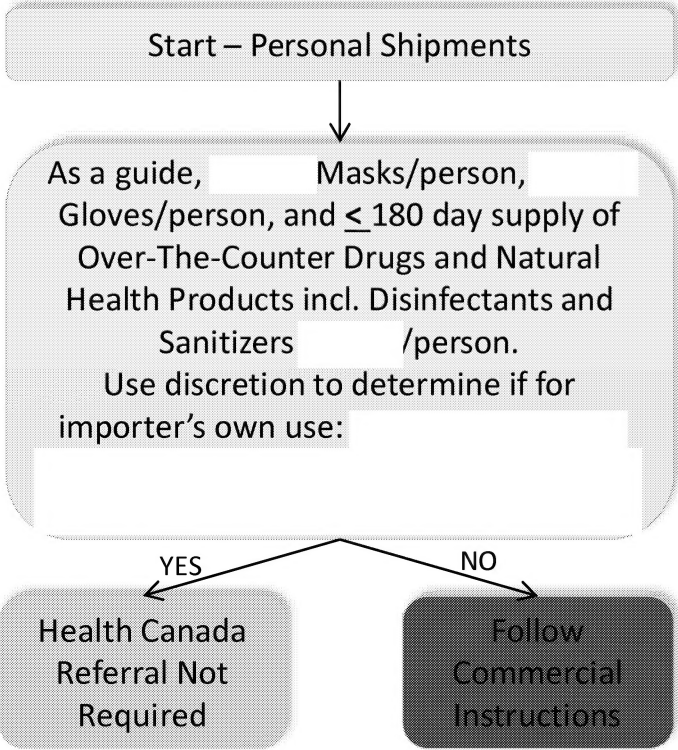 Start – Personal Shipments
As a guide, Masks/person,
Gloves/person, and < 180 day supply of
Over-The-Counter Drugs and Natural
Health Products incl. Disinfectants and
Sanitizers /person.
Use discretion to determine if for
importer’s own use:
YES
NO
Health Canada
Referral Not
Required
Follow
Commercial
Instructions